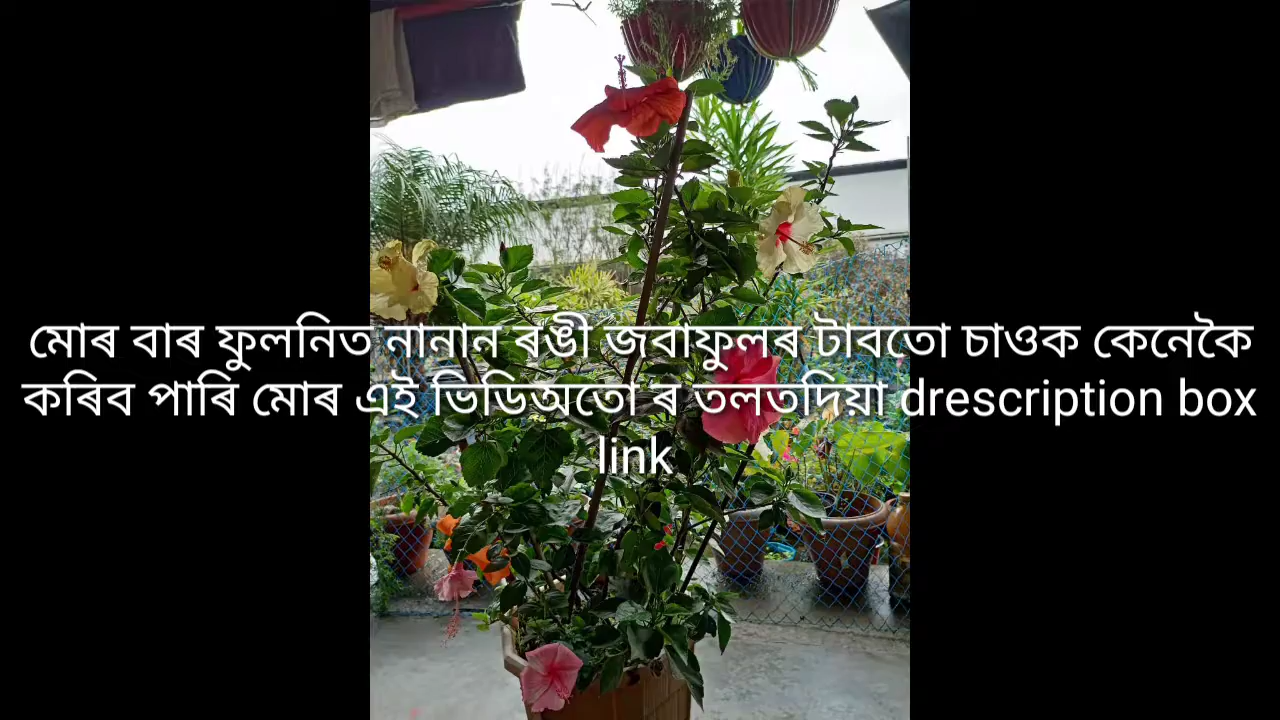 মোৰ বাৰ ফুলনিত নানান ৰঙী জবাফুলৰ টাবতো চাওক কেনেকৈ
কৰিব পাৰি মোৰ এই ভিডিঅতো ৰ তলতদিয়া drescription box
link